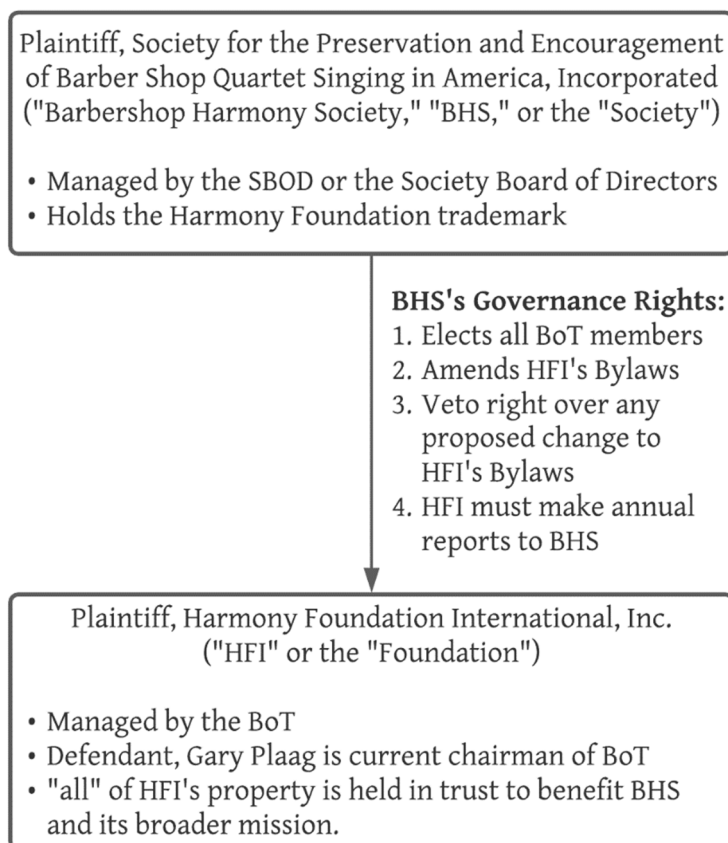 Plaintiff, Society for the Preservation and Encouragement
of Barber Shop Quartet Singing in America, Incorporated
("Barbershop Harmony Society," "BHS," or the "Society")
• Managed by the SBOD or the Society Board of Directors
• Holds the Harmony Foundation trademark
BHS's Governance Rights:
1. Elects all BoT members
2. Amends HFI's Bylaws
3. Veto right over any
proposed change to
HFI's Bylaws
4. HFI must make annual
reports to BHS
Plaintiff, Harmony Foundation International, Inc.
("HFI" or the "Foundation")
• Managed by the BoT
• Defendant, Gary Plaag is current chairman of BoT
• "all" of HFI's property is held in trust to benefit BHS
and its broader mission.